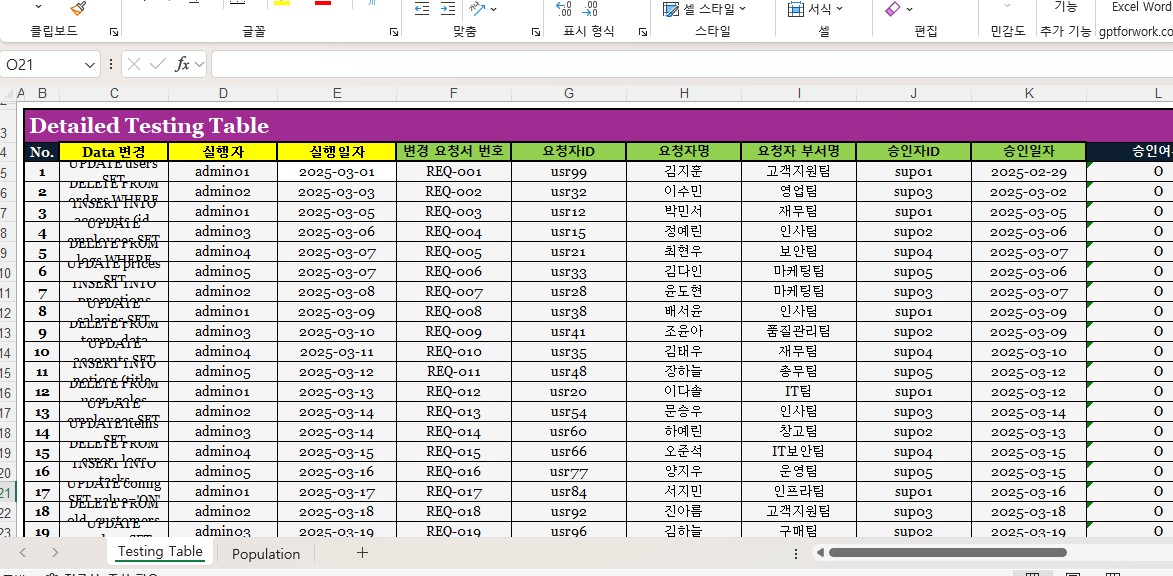 클립보드 글꼴 맞춤 표시 형식 스타일 셀 편집 민감도 추가 기능
셀 스타일 서식 기능 Excel Word
gptforwork.co
O21 fx
A B C D E F G H I J K L
Detailed Testing Table
No. Data 변경 실행자 실행일자 변경 요청서 번호 요청자ID 요청자명 요청자 부서명 승인자ID 승인일자 승인여
1 UPDATE users SET admin01 2025-03-01 REQ-001 usr99 김지훈 고객지원팀 sup01 2025-02-29 0
2 DELETE FROM orders WHERE admin02 2025-03-03 REQ-002 usr32 이수민 영업팀 sup03 2025-03-02 0
3 INSERT INTO accounts (id, admin01 2025-03-05 REQ-003 usr12 박민서 재무팀 sup01 2025-03-05 0
4 UPDATE employees SET admin03 2025-03-06 REQ-004 usr15 정예린 인사팀 sup02 2025-03-06 0
5 DELETE FROM logs WHERE admin04 2025-03-07 REQ-005 usr21 최현우 보안팀 sup04 2025-03-07 0
6 UPDATE prices SET admin05 2025-03-07 REQ-006 usr33 김다인 마케팅팀 sup05 2025-03-06 0
7 INSERT INTO promotions admin02 2025-03-08 REQ-007 usr28 윤도현 마케팅팀 sup03 2025-03-07 0
8 UPDATE salaries SET admin01 2025-03-09 REQ-008 usr38 배서윤 인사팀 sup01 2025-03-09 0
9 DELETE FROM temp_data admin03 2025-03-10 REQ-009 usr41 조윤아 품질관리팀 sup02 2025-03-09 0
10 UPDATE accounts SET admin04 2025-03-11 REQ-010 usr35 김태우 재무팀 sup04 2025-03-10 0
11 INSERT INTO notices (title, admin05 2025-03-12 REQ-011 usr48 장하늘 총무팀 sup05 2025-03-12 0
12 DELETE FROM user_roles admin01 2025-03-13 REQ-012 usr20 이다솔 IT팀 sup01 2025-03-12 0
13 UPDATE employees SET admin02 2025-03-14 REQ-013 usr54 문승우 인사팀 sup03 2025-03-14 0
14 UPDATE items SET admin03 2025-03-14 REQ-014 usr60 하예린 창고팀 sup02 2025-03-13 0
15 DELETE FROM admin04 2025-03-15 REQ-015 usr66 오준석 IT보안팀 sup04 2025-03-15 0
16 INSERT INTO admin05 2025-03-16 REQ-016 usr77 양지우 운영팀 sup05 2025-03-15 0
17 UPDATE config SET value='ON' admin01 2025-03-17 REQ-017 usr84 서지민 인프라팀 sup01 2025-03-16 0
18 DELETE FROM old_customers admin02 2025-03-18 REQ-018 usr92 진아름 고객지원팀 sup03 2025-03-18 0
19 UPDATE SET admin03 2025-03-19 REQ-019 usr96 김하늘 구매팀 sup02 2025-03-19 0
Testing Table Population